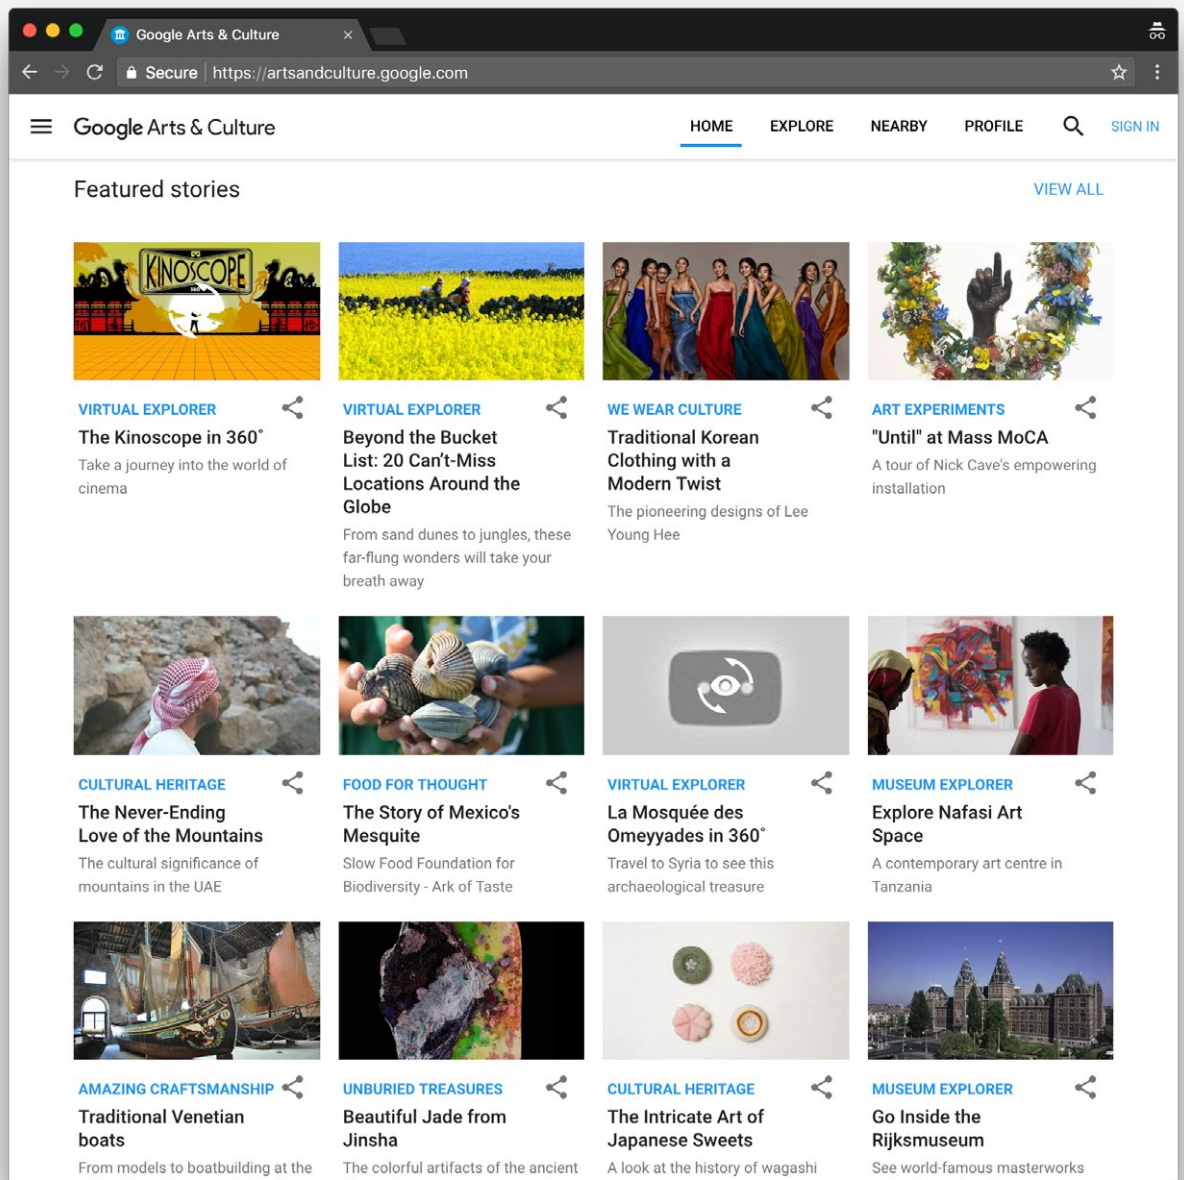 Google Arts & Culture
Secure
https://artsandculture.google.com
Google Arts & Culture
HOME
EXPLORE
NEARBY
PROFILE
SIGN IN
Featured stories
VIEW ALL
KINOSCOPE
360°
VIRTUAL EXPLORER
The Kinoscope in 360°
Take a journey into the world of
cinema
VIRTUAL EXPLORER
Beyond the Bucket
List: 20 Can’t-Miss
Locations Around the
Globe
From sand dunes to jungles, these
far-flung wonders will take your
breath away
WE WEAR CULTURE
Traditional Korean
Clothing with a
Modern Twist
The pioneering designs of Lee
Young Hee
ART EXPERIMENTS
"Until" at Mass MoCA
A tour of Nick Cave's empowering
installation
CULTURAL HERITAGE
The Never-Ending
Love of the Mountains
The cultural significance of
mountains in the UAE
FOOD FOR THOUGHT
The Story of Mexico's
Mesquite
Slow Food Foundation for
Biodiversity - Ark of Taste
VIRTUAL EXPLORER
La Mosquée des
Omeyyades in 360°
Travel to Syria to see this
archaeological treasure
MUSEUM EXPLORER
Explore Nafasi Art
Space
A contemporary art centre in
Tanzania
AMAZING CRAFTSMANSHIP
Traditional Venetian
boats
From models to boatbuilding at the
UNBURIED TREASURES
Beautiful Jade from
Jinsha
The colorful artifacts of the ancient
CULTURAL HERITAGE
The Intricate Art of
Japanese Sweets
A look at the history of wagashi
MUSEUM EXPLORER
Go Inside the
Rijksmuseum
See world-famous masterworks